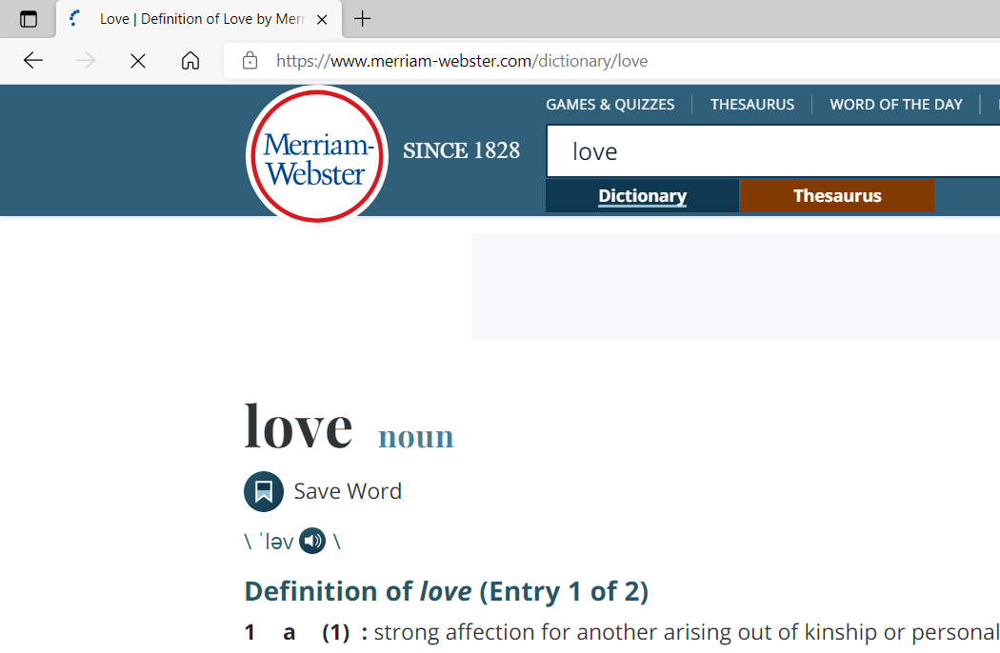 Love | Definition of Love by Merr
https://www.merriam-webster.com/dictionary/love
GAMES & QUIZZES THESAURUS WORD OF THE DAY
Merriam-
Webster
SINCE 1828
love
Dictionary Thesaurus
love noun
Save Word
\ ˈləv \
Definition of love (Entry 1 of 2)
1 a (1) : strong affection for another arising out of kinship or personal